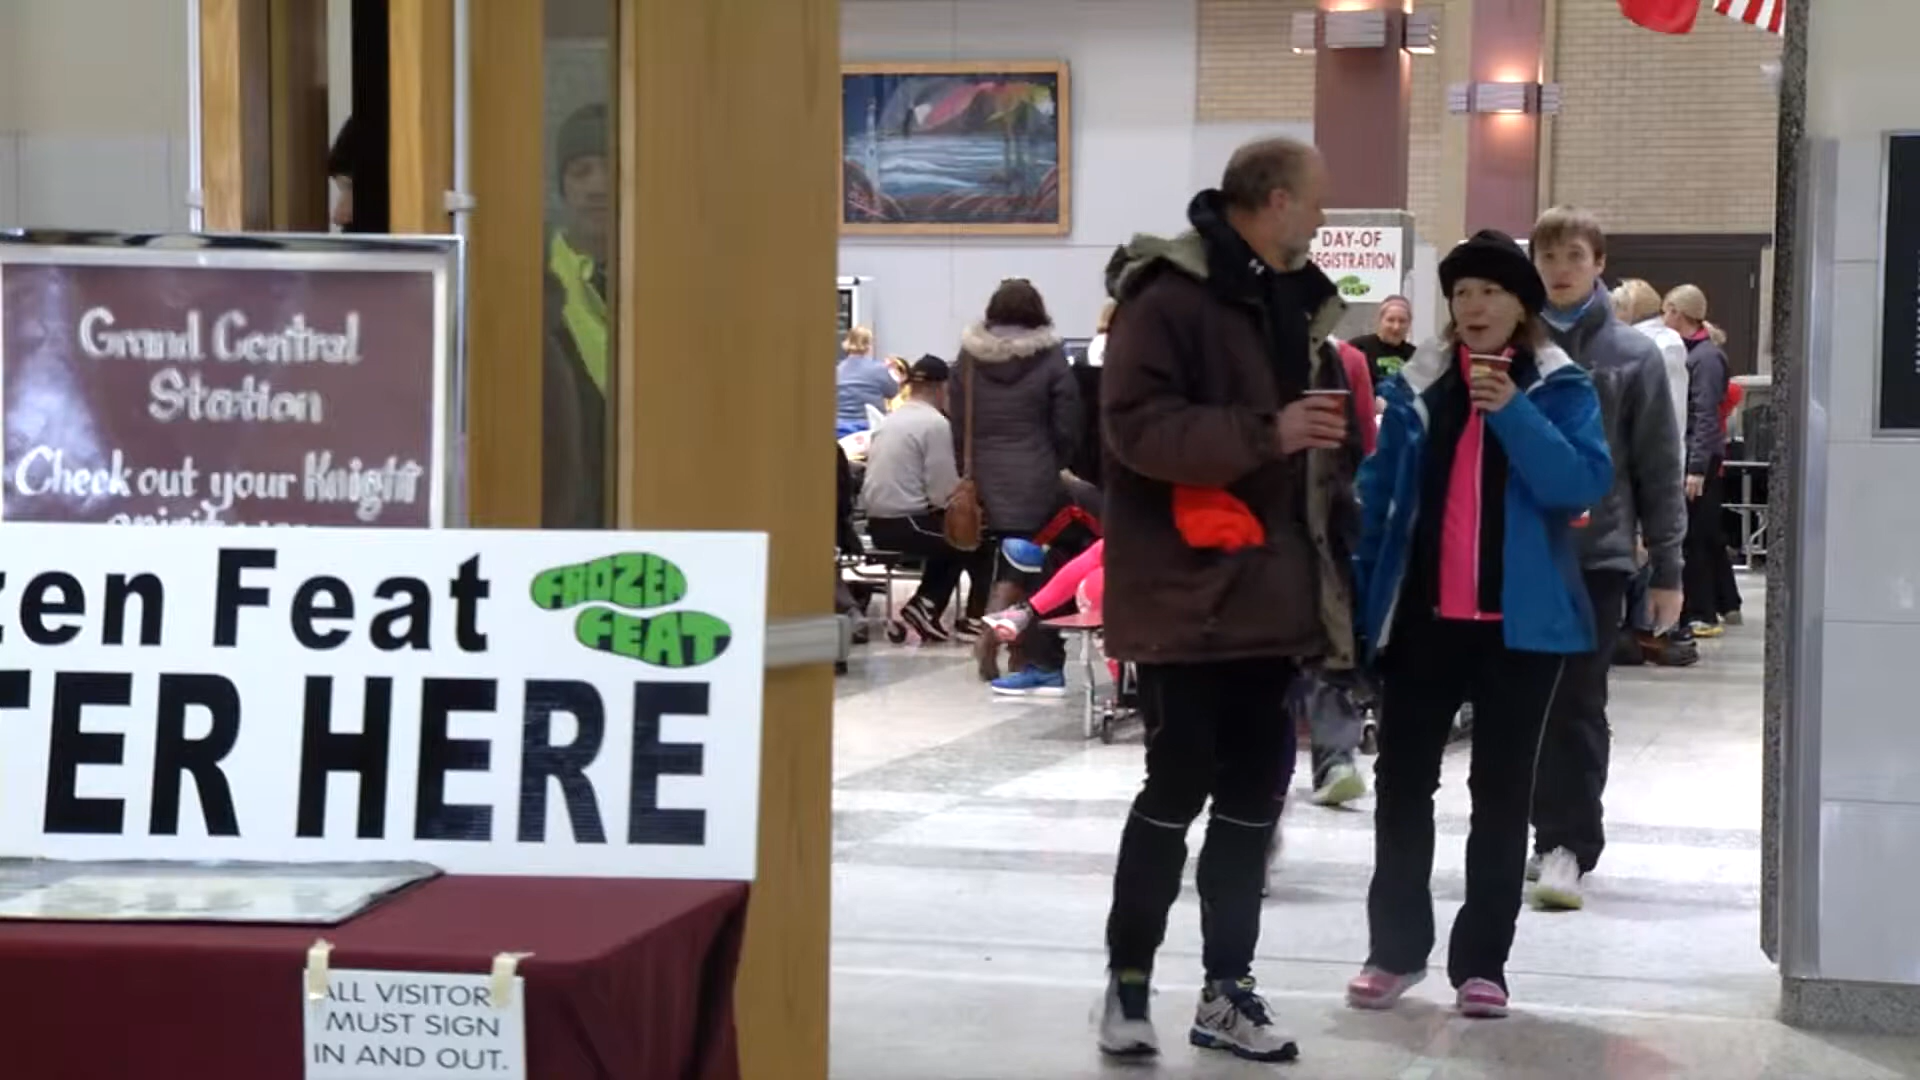 Grand Central
Station
Check out your Knight
zen Feat
FROZEN
FEAT
TER HERE
ALL VISITOR
MUST SIGN
IN AND OUT.
DAY-OF
REGISTRATION